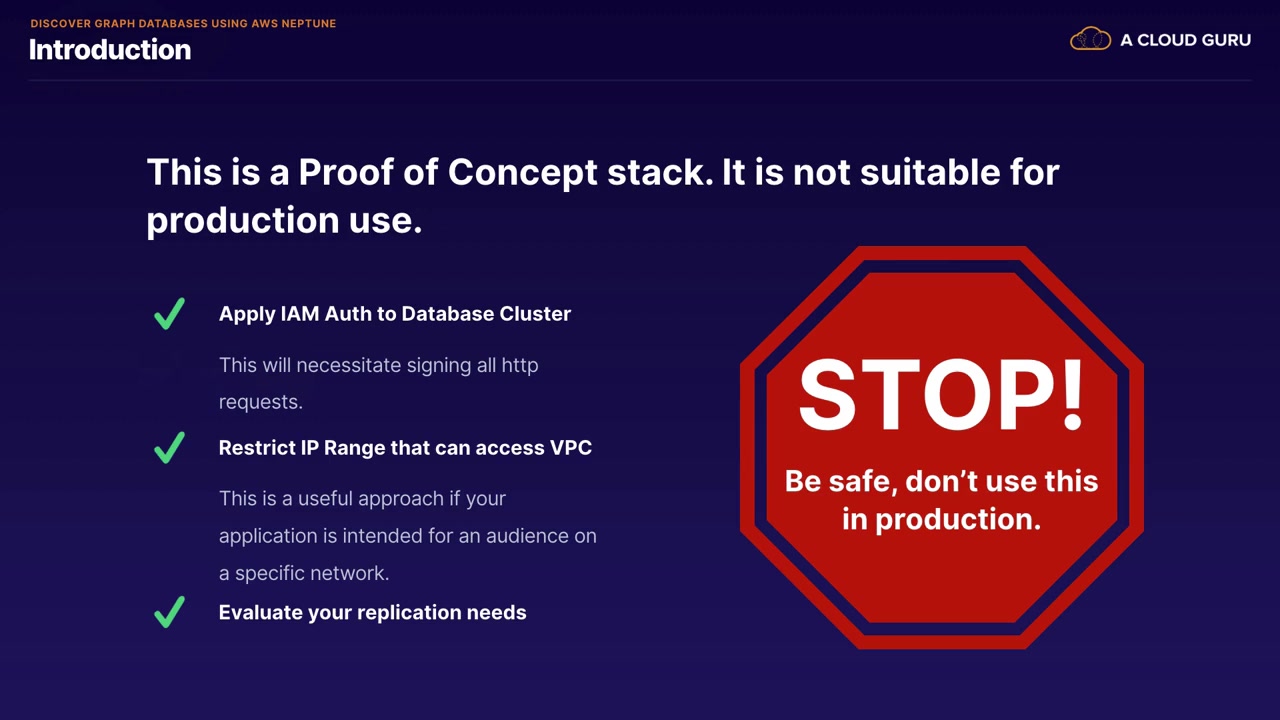 DISCOVER GRAPH DATABASES USING AWS NEPTUNE
Introduction
A CLOUD GURU
This is a Proof of Concept stack. It is not suitable for
production use.
Apply IAM Auth to Database Cluster
This will necessitate signing all http
requests.
Restrict IP Range that can access VPC
This is a useful approach if your
application is intended for an audience on
a specific network.
Evaluate your replication needs
STOP!
Be safe, don’t use this
in production.